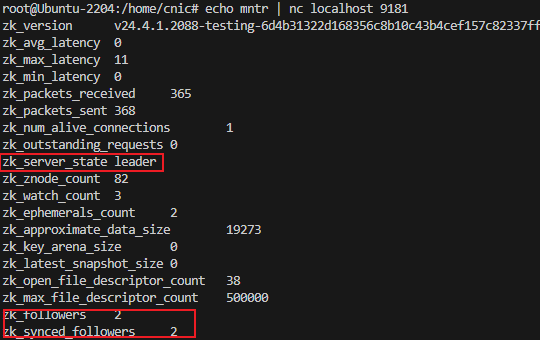 root@Ubuntu-2204:/home/cnic# echo mntr | nc localhost 9181
zk_version v24.4.1.2088-testing-6d4b31322d168356c8b10c43b4cef157c82337ff
zk_avg_latency 0
zk_max_latency 11
zk_min_latency 0
zk_packets_received 365
zk_packets_sent 368
zk_num_alive_connections 1
zk_outstanding_requests 0
zk_server_state leader
zk_znode_count 82
zk_watch_count 3
zk_ephemerals_count 2
zk_approximate_data_size 19273
zk_key_arena_size 0
zk_latest_snapshot_size 0
zk_open_file_descriptor_count 38
zk_max_file_descriptor_count 500000
zk_followers 2
zk_synced_followers 2